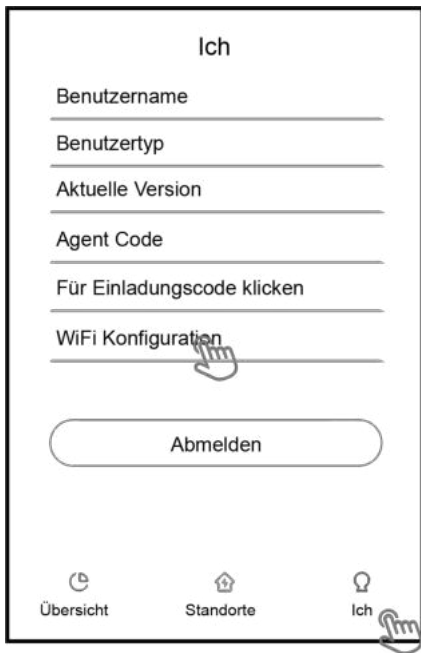 Ich
Benutzername
Benutzertyp
Aktuelle Version
Agent Code
Für Einladungscode klicken
WiFi Konfiguration
Abmelden
Übersicht
Standorte
Ich